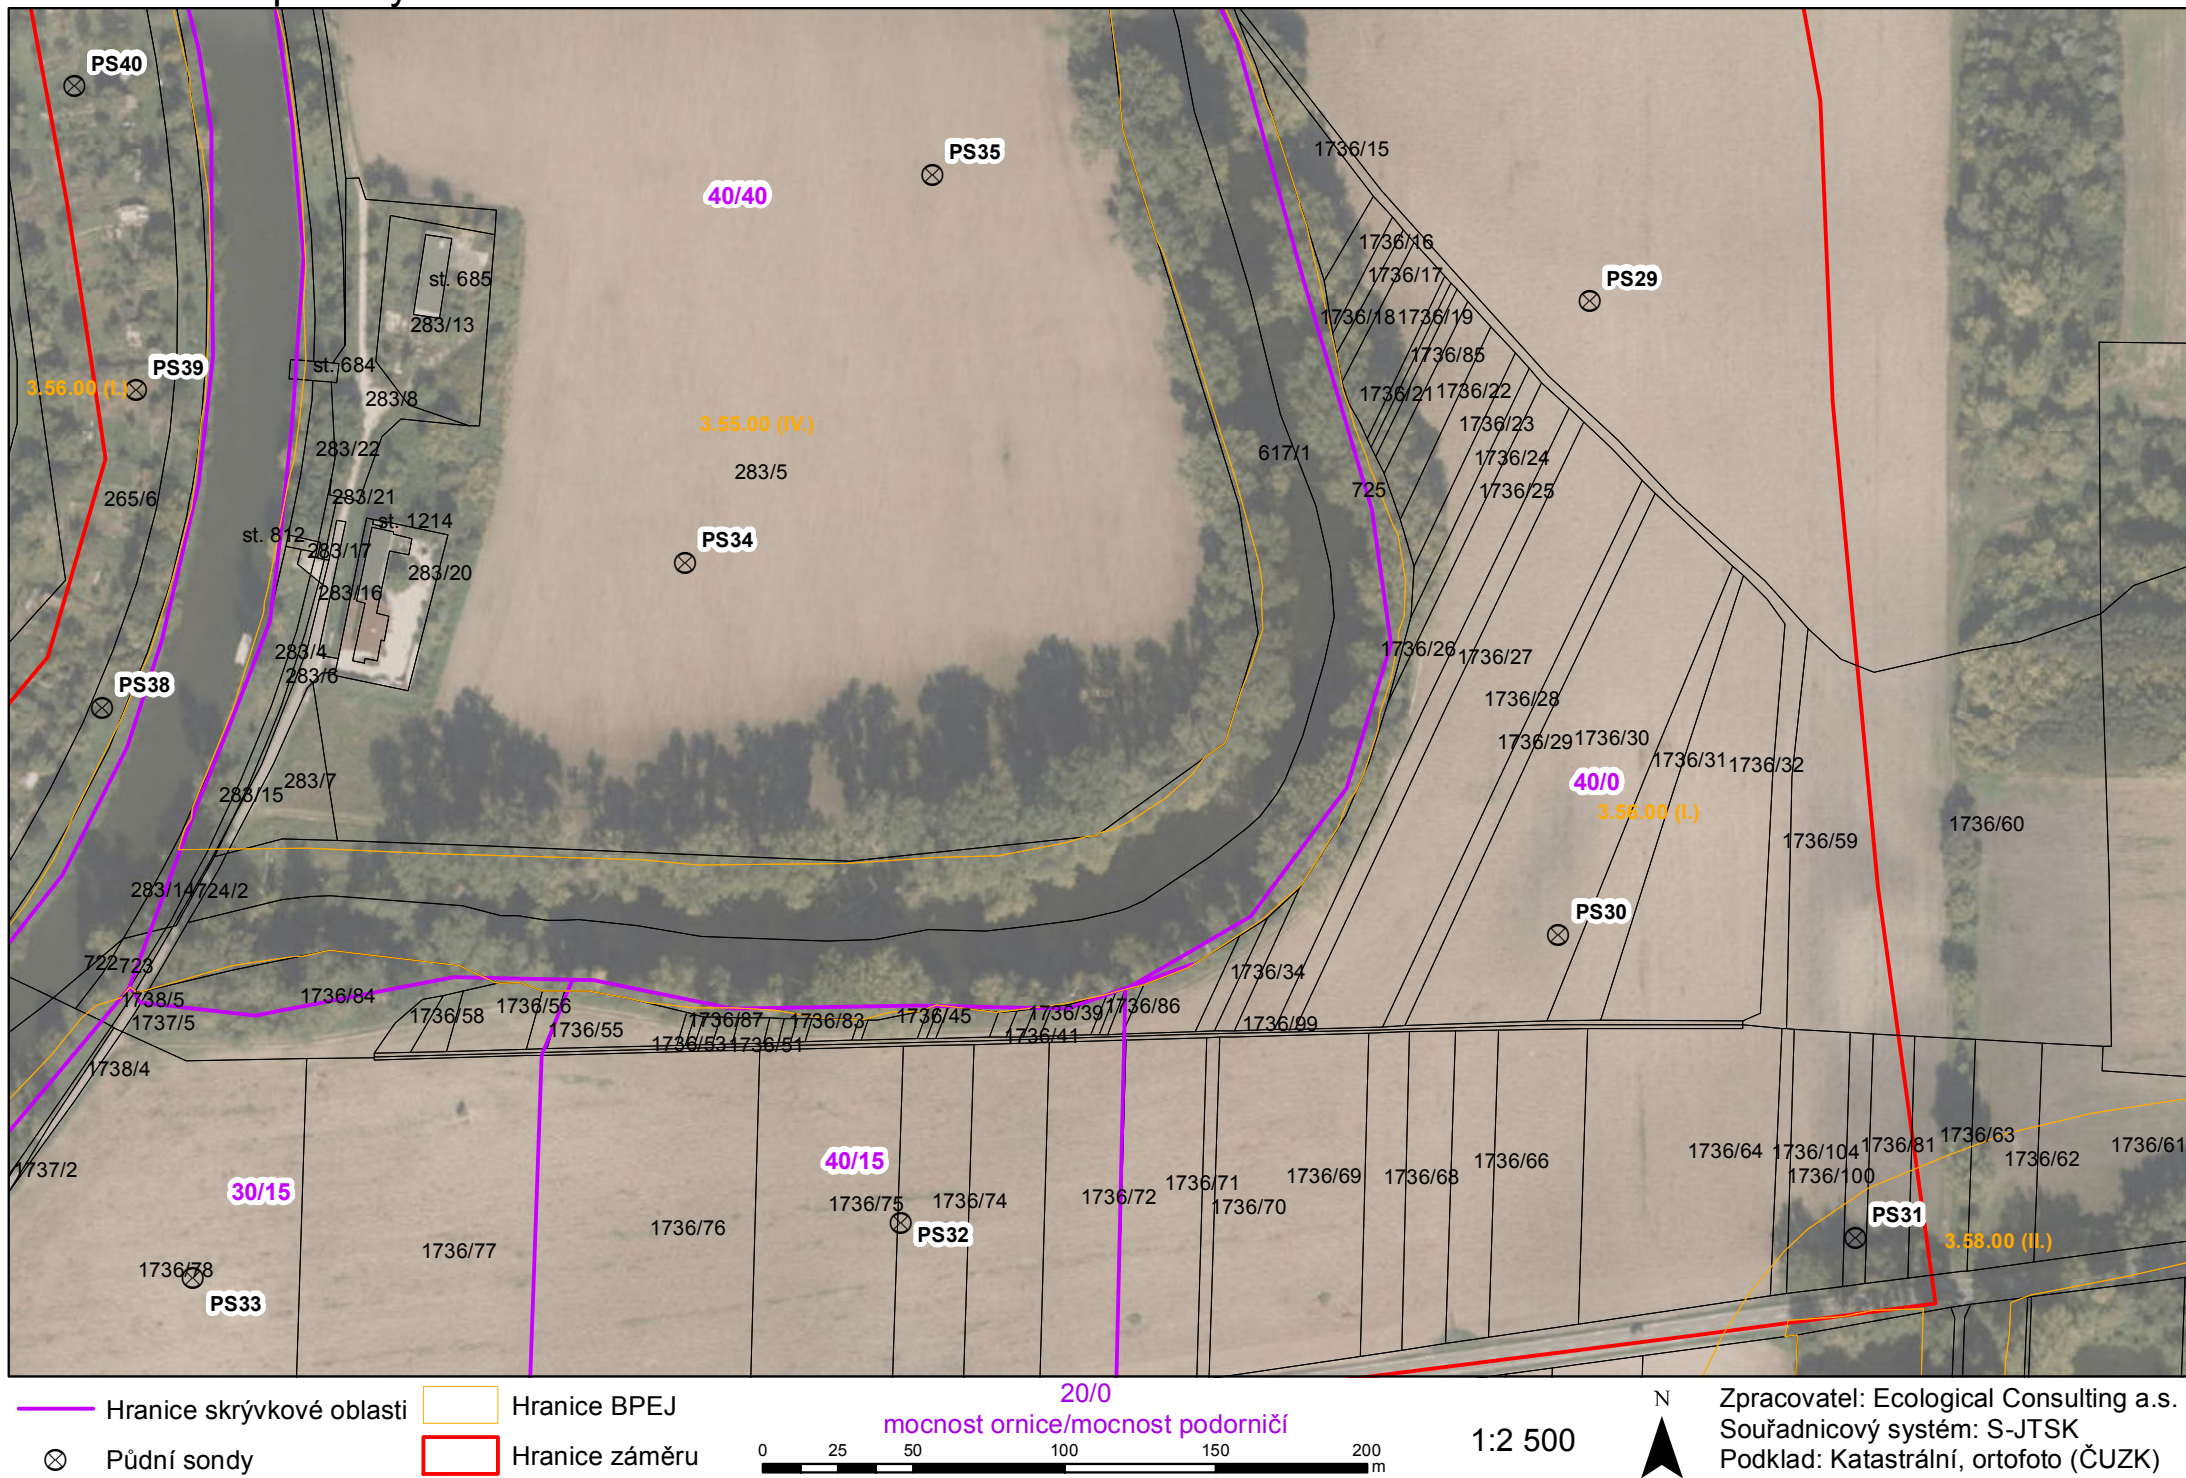 PS40
PS35
1736/15
40/40
1736/16
1736/17
PS29
st. 685
283/13
1736/18
1736/19
st. 684
1736/85
PS39
3.56.00 (I.)
283/8
1736/21
1736/22
3.55.00 (IV.)
1736/23
283/22
617/1
1736/24
283/5
265/6
283/21
725
1736/25
st. 1214
st. 812
283/17
PS34
283/20
283/16
283/4
283/6
1736/26
1736/27
PS38
1736/28
1736/29
1736/30
1736/31
1736/32
283/7
283/15
40/0
3.56.00 (I.)
1736/60
1736/59
283/14
724/2
PS30
722
723
1736/34
1738/5
1736/84
1736/56
1736/58
1737/5
1736/55
1736/87
1736/83
1736/45
1736/39
1736/86
1736/99
1736/53
1736/51
1736/41
1738/4
1736/63
1736/81
1736/61
1736/64
1736/104
1736/62
40/15
1736/66
1737/2
30/15
1736/75
1736/74
1736/72
1736/71
1736/70
1736/69
1736/68
1736/100
PS31
3.58.00 (II.)
1736/76
PS32
1736/77
1736/78
PS33
Hranice skrývkové oblasti
Půdní sondy
Hranice BPEJ
Hranice záměru
20/0
mocnost ornice/mocnost podorničí
0 25 50 100 150 200
m
1:2 500
N
Zpracovatel: Ecological Consulting a.s.
Souřadnicový systém: S-JTSK
Podklad: Katastrální, ortofoto (ČUZK)